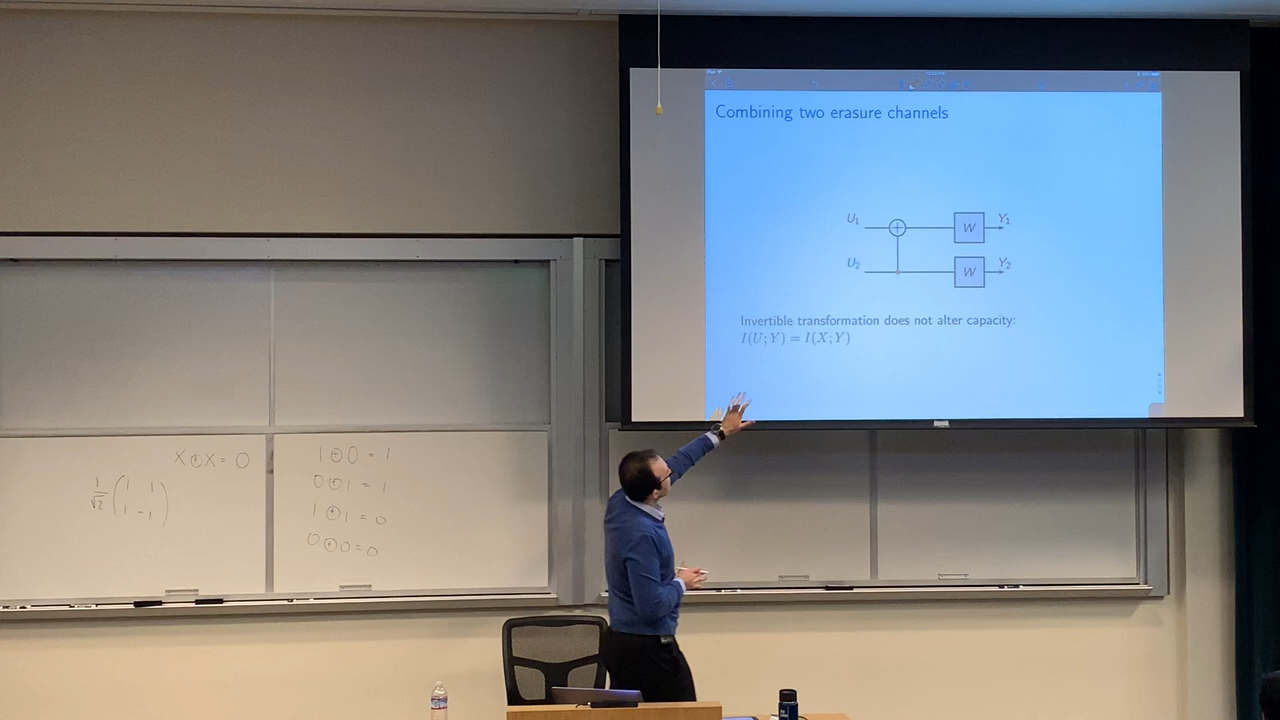 Combining two erasure channels
U₁ ⊕ W Y₁
U₂ W Y₂
Invertible transformation does not alter capacity:
I(U;Y) = I(X;Y)
X⊕X = 0
1/√2 (1 1
1 -1)
1⊕0 = 1
0⊕1 = 1
1⊕1 = 0
0⊕0 = 0